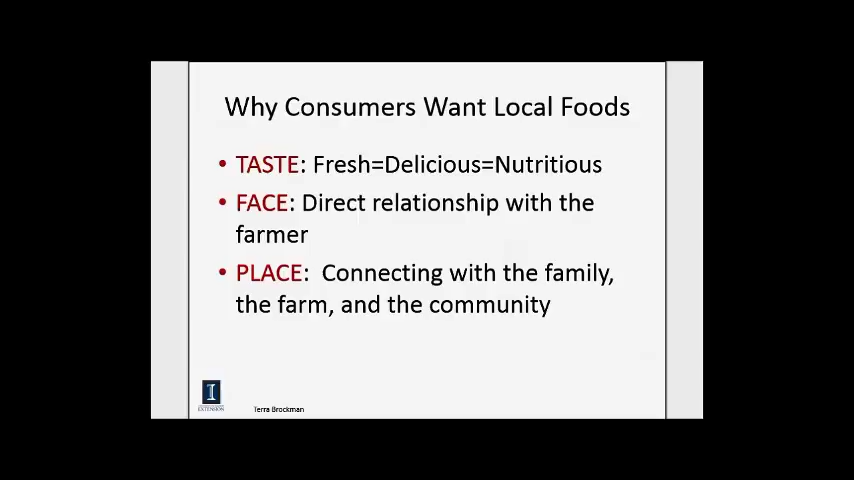 Why Consumers Want Local Foods
• TASTE: Fresh=Delicious=Nutritious
• FACE: Direct relationship with the
farmer
• PLACE: Connecting with the family,
the farm, and the community
I
EXTENSION
Terra Brockman